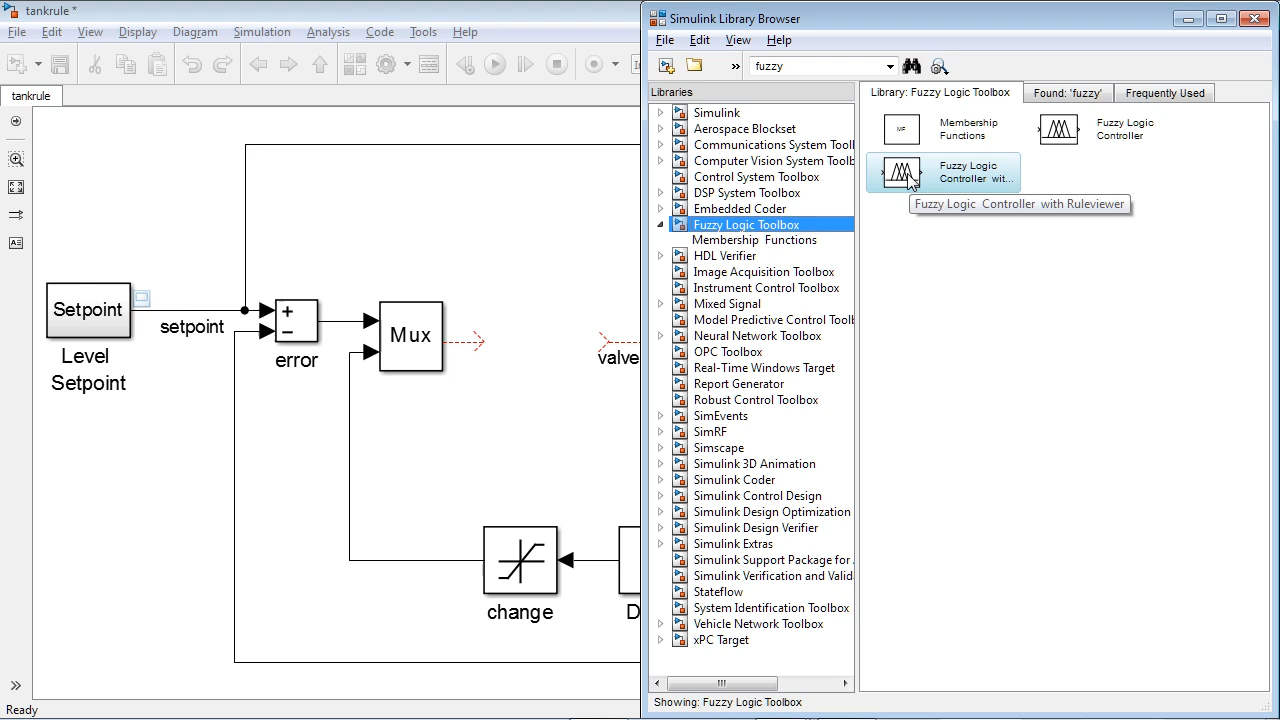 tankrule *
File Edit View Display Diagram Simulation Analysis Code Tools Help
tankrule
Setpoint
Level
Setpoint
setpoint
+
−
error
Mux
valve
change
D
Ready
Simulink Library Browser
File Edit View Help
» fuzzy
Libraries
Simulink
Aerospace Blockset
Communications System Tool
Computer Vision System Toolb
Control System Toolbox
DSP System Toolbox
Embedded Coder
Fuzzy Logic Toolbox
Membership Functions
HDL Verifier
Image Acquisition Toolbox
Instrument Control Toolbox
Mixed Signal
Model Predictive Control Toolb
Neural Network Toolbox
OPC Toolbox
Real-Time Windows Target
Report Generator
Robust Control Toolbox
SimEvents
SimRF
Simscape
Simulink 3D Animation
Simulink Coder
Simulink Control Design
Simulink Design Optimization
Simulink Design Verifier
Simulink Extras
Simulink Support Package for
Simulink Verification and Valid
Stateflow
System Identification Toolbox
Vehicle Network Toolbox
xPC Target
Library: Fuzzy Logic Toolbox Found: 'fuzzy' Frequently Used
MF
Membership
Functions
Fuzzy Logic
Controller
Fuzzy Logic
Controller wit...
Fuzzy Logic Controller with Ruleviewer
Showing: Fuzzy Logic Toolbox